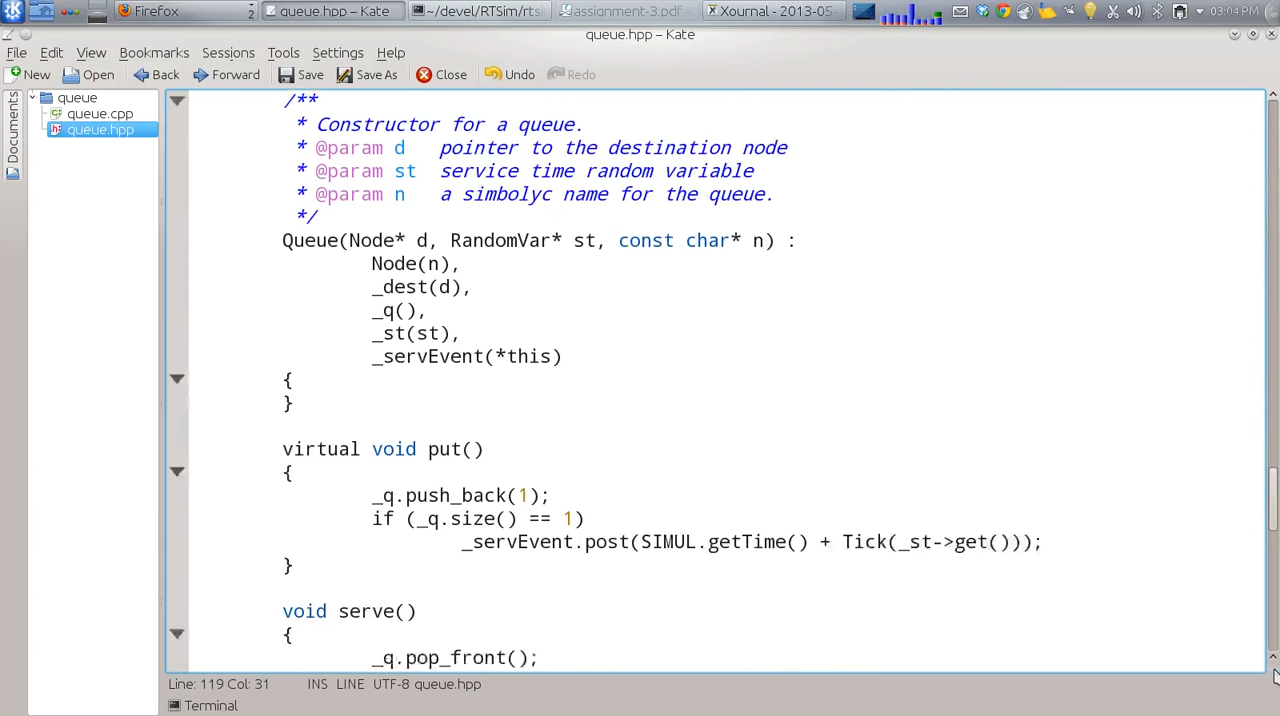 Firefox 2
queue.hpp – Kate
~/devel/RTSim/rtsi
assignment-3.pdf –
Xournal - 2013-05-
03:04 PM
queue.hpp – Kate
File Edit View Bookmarks Sessions Tools Settings Help
New Open Back Forward Save Save As Close Undo Redo
Documents
queue
queue.cpp
queue.hpp
/**
* Constructor for a queue.
* @param d pointer to the destination node
* @param st service time random variable
* @param n a simbolyc name for the queue.
*/
Queue(Node* d, RandomVar* st, const char* n) :
Node(n),
_dest(d),
_q(),
_st(st),
_servEvent(*this)
{
}
virtual void put()
{
_q.push_back(1);
if (_q.size() == 1)
_servEvent.post(SIMUL.getTime() + Tick(_st->get()));
}
void serve()
{
_q.pop_front();
Line: 119 Col: 31 INS LINE UTF-8 queue.hpp
Terminal